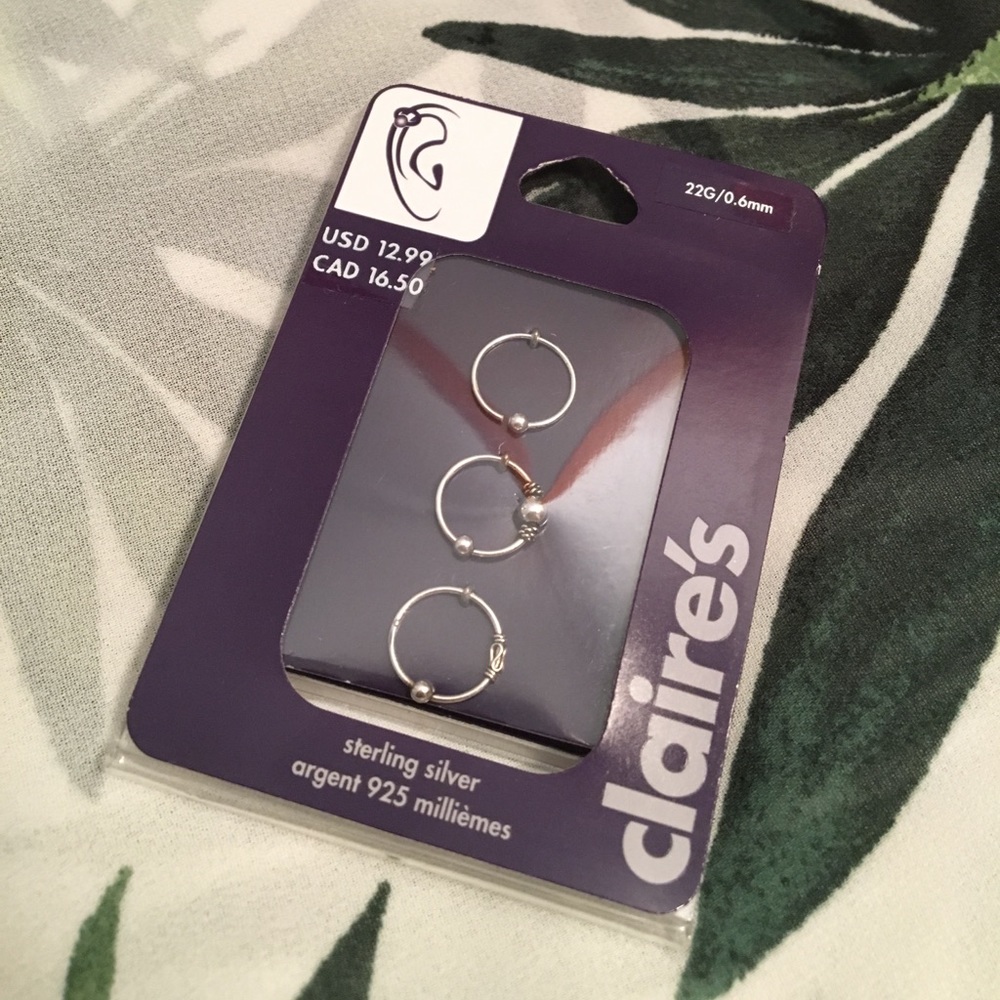 22G/0.6mm
USD 12.99
CAD 16.50
claire's
sterling silver
argent 925 millièmes